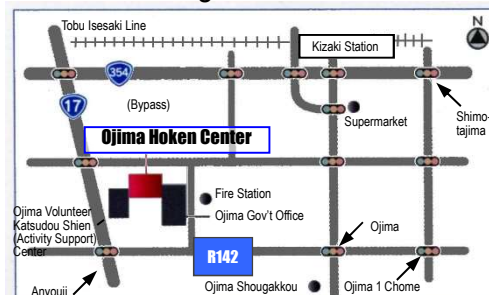 Tobu Isesaki Line
N
Kizaki Station
354
17
(Bypass)
Supermarket
Shimo-
tajima
Ojima Hoken Center
Fire Station
Ojima Gov't Office
Ojima Volunteer
Katsudou Shien
(Activity Support)
Center
R142
Ojima
Anyouji
Ojima Shougakkou
Ojima 1 Chome